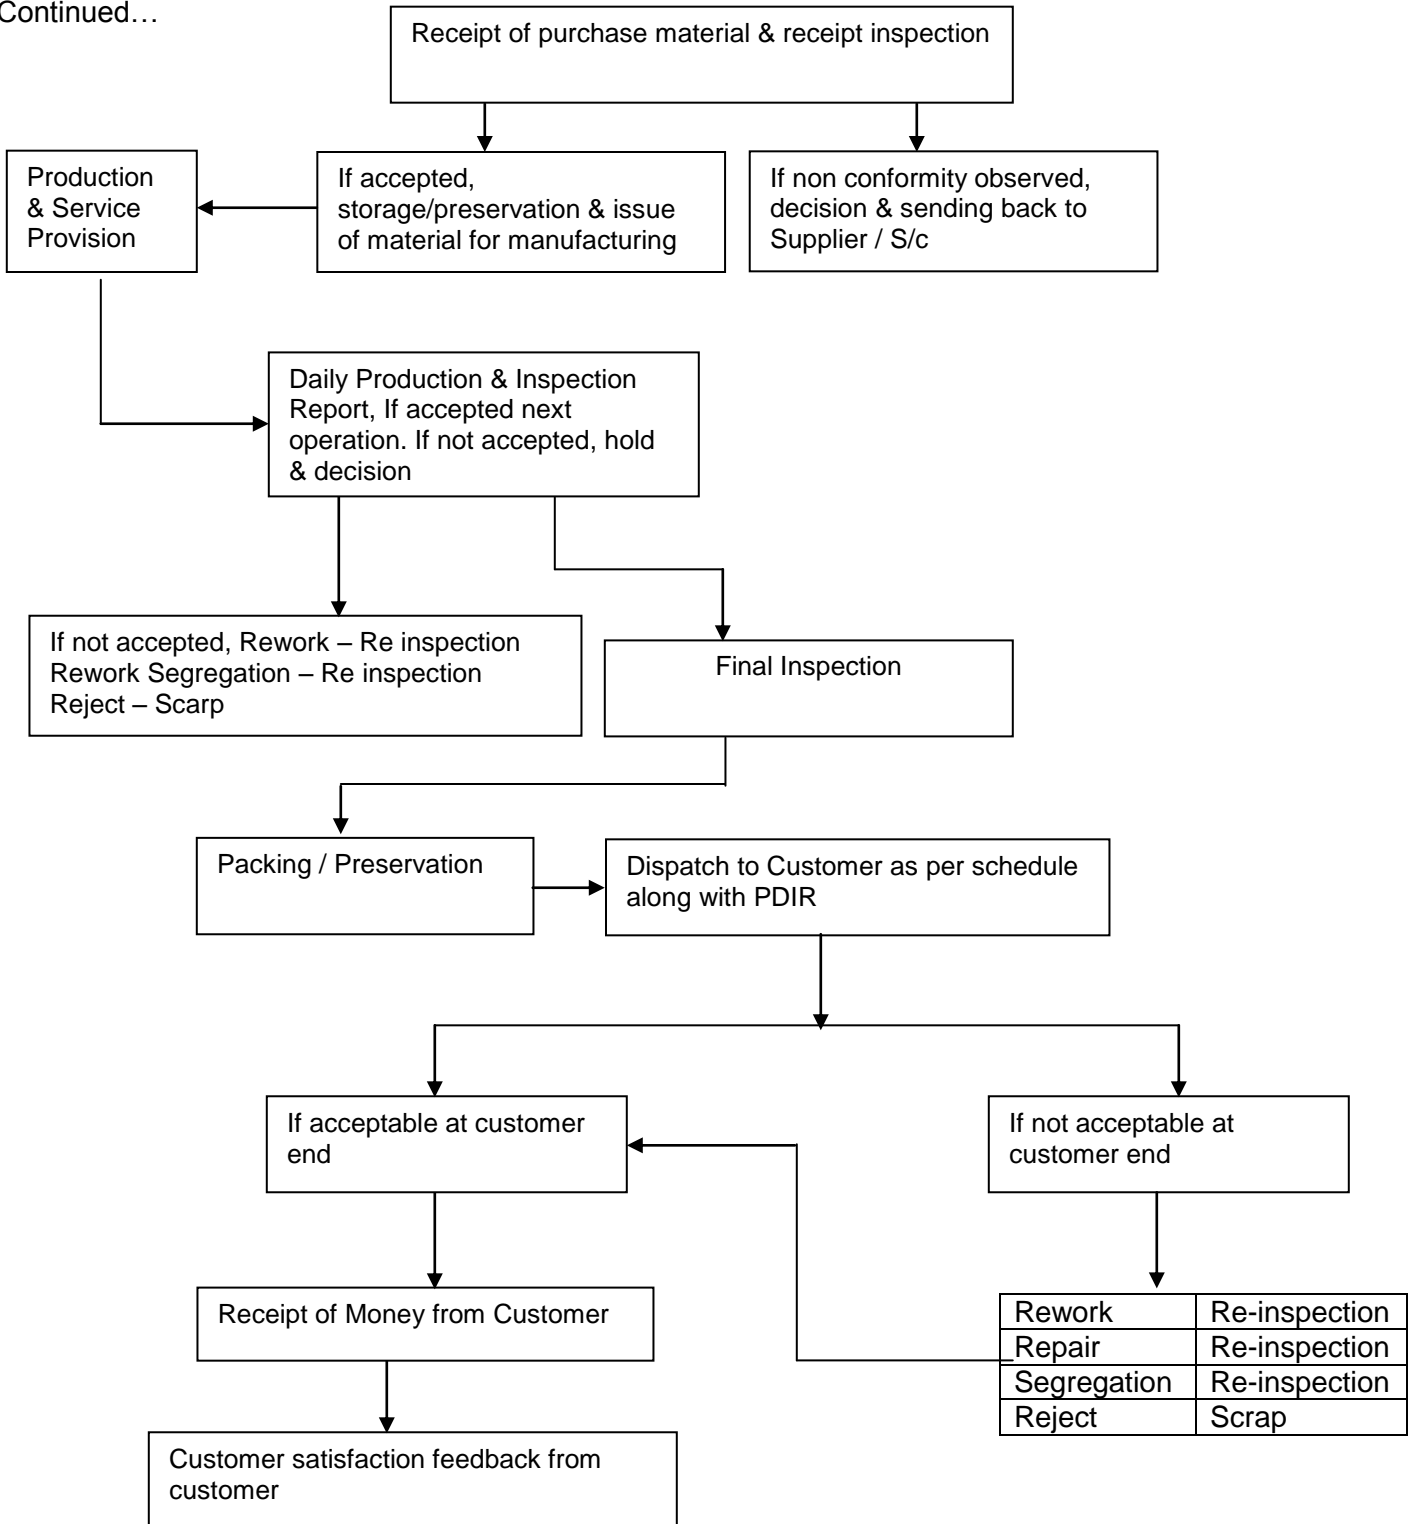 Continued…
Receipt of purchase material & receipt inspection
Production
& Service
Provision
If accepted,
storage/preservation & issue
of material for manufacturing
If non conformity observed,
decision & sending back to
Supplier / S/c
Daily Production & Inspection
Report, If accepted next
operation. If not accepted, hold
& decision
If not accepted, Rework – Re inspection
Rework Segregation – Re inspection
Reject – Scarp
Final Inspection
Packing / Preservation
Dispatch to Customer as per schedule
along with PDIR
If acceptable at customer
end
If not acceptable at
customer end
Receipt of Money from Customer
Rework Re-inspection
Repair Re-inspection
Segregation Re-inspection
Reject Scrap
Customer satisfaction feedback from
customer